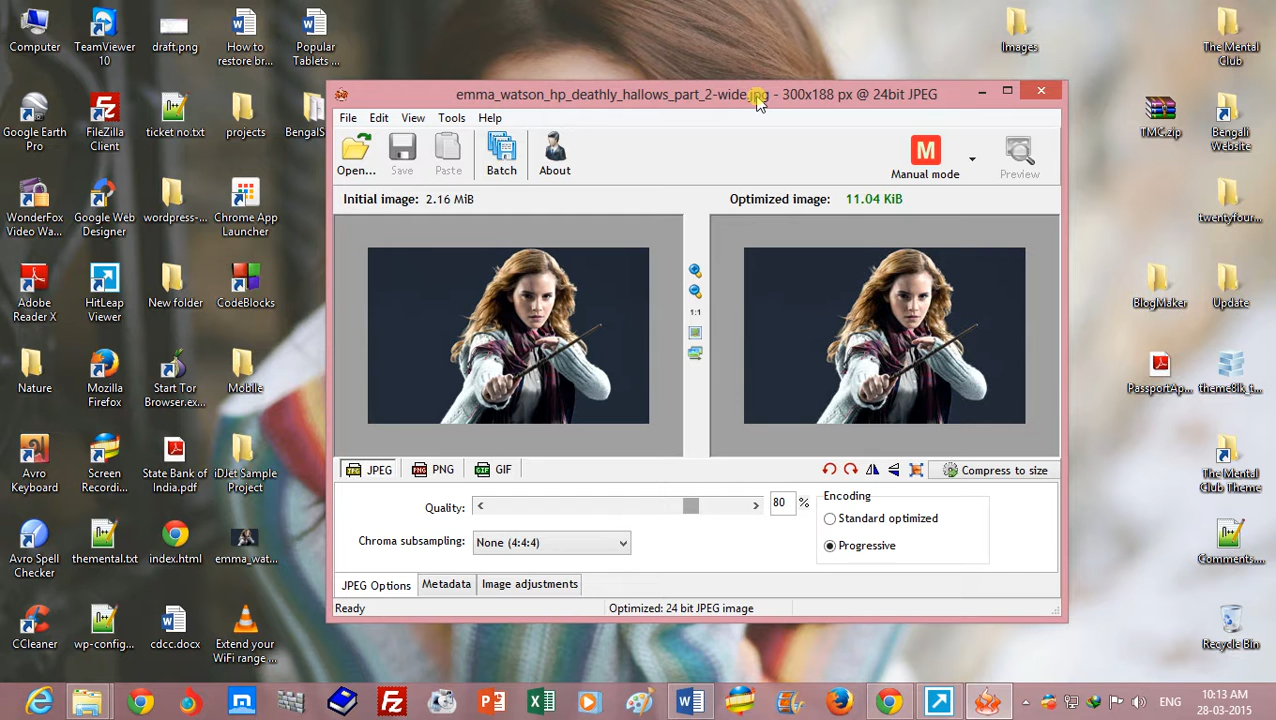 Computer
TeamViewer
10
draft.png
How to
restore br...
Popular
Tablets ...
Images
The Mental
Club
Google Earth
Pro
FileZilla
Client
ticket no.txt
projects
BengalS
TMC.zip
Bengali
Website
WonderFox
Video Wa...
Google Web
Designer
wordpress-...
Chrome App
Launcher
twentyfour...
Adobe
Reader X
HitLeap
Viewer
New folder
CodeBlocks
BlogMaker
Update
Nature
Mozilla
Firefox
Start Tor
Browser.ex...
Mobile
PassportAp...
theme8lk_t...
Avro
Keyboard
Screen
Recordi...
State Bank of
India.pdf
iDJet Sample
Project
The Mental
Club Theme
Avro Spell
Checker
themental.txt
index.html
emma_wat...
Comments....
CCleaner
wp-config...
cdcc.docx
Extend your
WiFi range ...
Recycle Bin
emma_watson_hp_deathly_hallows_part_2-wide.jpg - 300x188 px @ 24bit JPEG
File Edit View Tools Help
Open... Save Paste Batch About
M
Manual mode Preview
Initial image: 2.16 MiB
Optimized image: 11.04 KiB
1:1
JPEG PNG GIF
Compress to size
Quality: 80 %
Chroma subsampling: None (4:4:4)
Encoding
Standard optimized
Progressive
JPEG Options Metadata Image adjustments
Ready
Optimized: 24 bit JPEG image
ENG
10:13 AM
28-03-2015